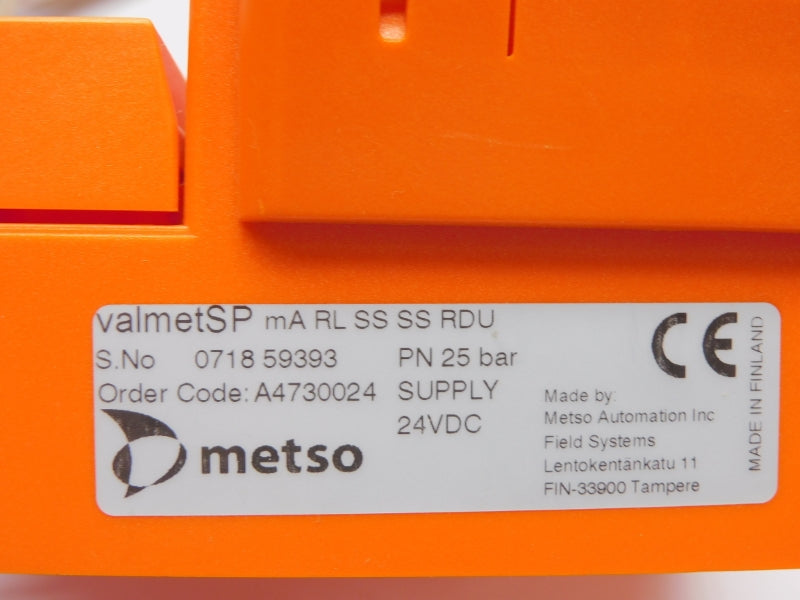 valmetSP mA RL SS SS RDU
S.No 0718 59393 PN 25 bar
Order Code: A4730024 SUPPLY
24VDC
metso
Made by:
Metso Automation Inc
Field Systems
Lentokentänkatu 11
FIN-33900 Tampere
CE
MADE IN FINLAND